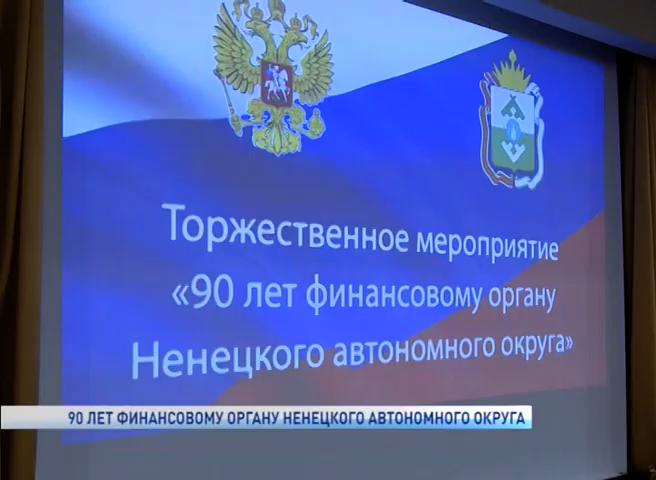 Торжественное мероприятие
«90 лет финансовому органу
Ненецкого автономного округа»
90 ЛЕТ ФИНАНСОВОМУ ОРГАНУ НЕНЕЦКОГО АВТОНОМНОГО ОКРУГА